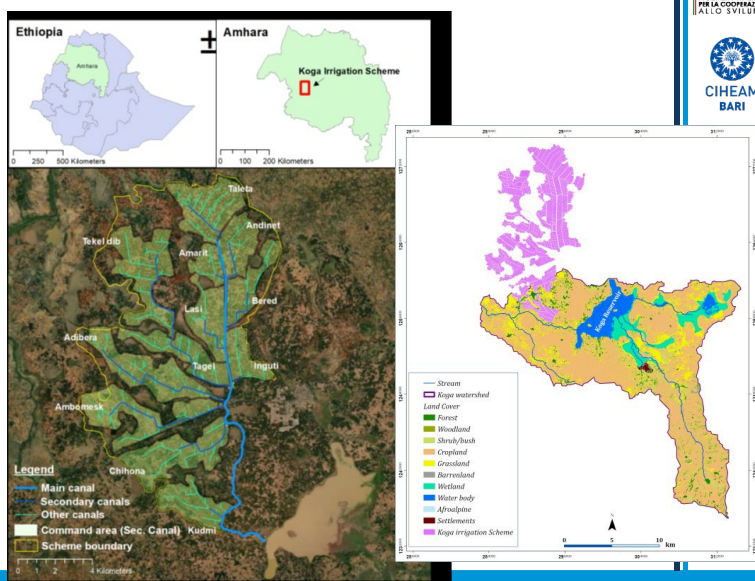 PER LA COOPERAZ
ALLO SVILU
CIHEAM
BARI
Ethiopia
Amhara
0 250 500 Kilometers
Amhara
Koga Irrigation Scheme
0 100 200 Kilometers
Taleta
Andinet
Tekel dib
Amarit
Lasi
Bered
Adibera
Tagel
Inguti
Ambomesk
Chihona
Kudmi
Legend
Main canal
Secondary canals
Other canals
Command area (Sec. Canal)
Scheme boundary
0 1 2 4 Kilometers
Koga Reservoir
Stream
Koga watershed
Land Cover
Forest
Woodland
Shrub/bush
Cropland
Grassland
Barrenland
Wetland
Water body
Afroalpine
Settlements
Koga irrigation Scheme
0 5 10
km